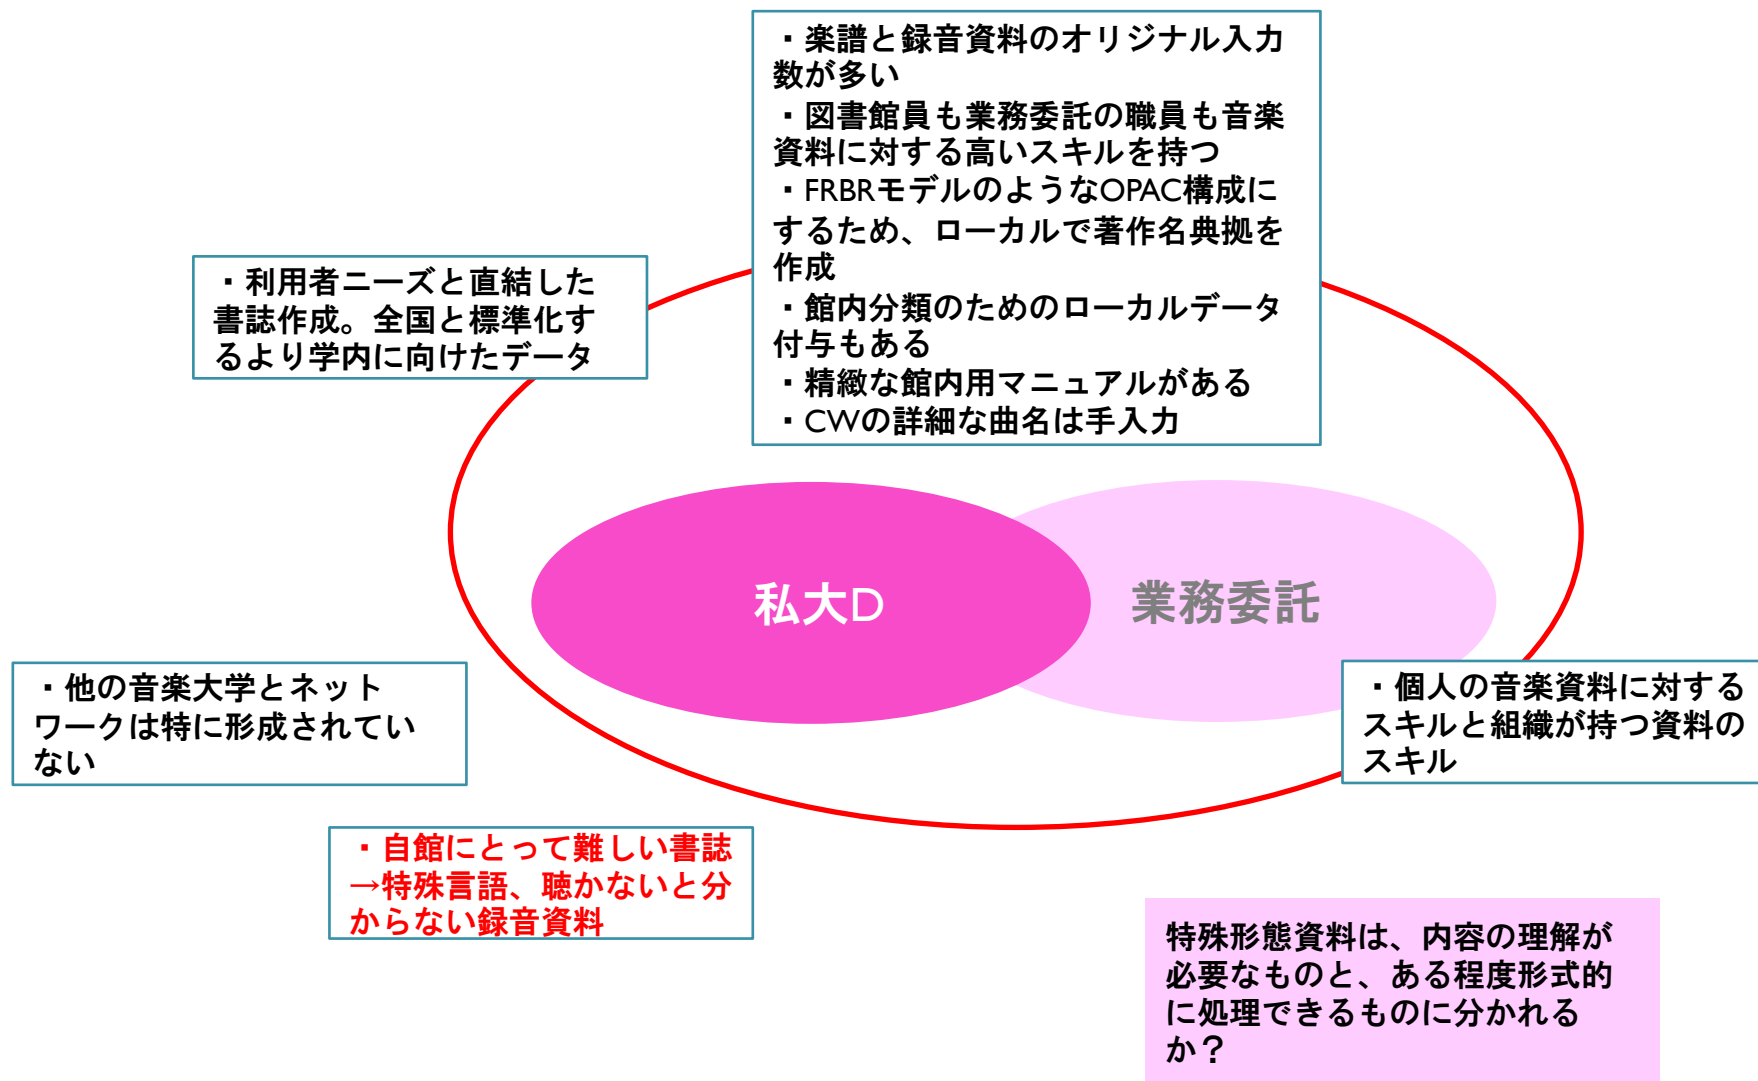 ・楽譜と録音資料のオリジナル入力
数が多い
・図書館員も業務委託の職員も音楽
資料に対する高いスキルを持つ
・FRBRモデルのようなOPAC構成に
するため、ローカルで著作名典拠を
作成
・館内分類のためのローカルデータ
付与もある
・精緻な館内用マニュアルがある
・CWの詳細な曲名は手入力
・利用者ニーズと直結した
書誌作成。全国と標準化す
るより学内に向けたデータ
私大D
業務委託
・他の音楽大学とネット
ワークは特に形成されてい
ない
・個人の音楽資料に対する
スキルと組織が持つ資料の
スキル
・自館にとって難しい書誌
→特殊言語、聴かないと分
からない録音資料
特殊形態資料は、内容の理解が
必要なものと、ある程度形式的
に処理できるものに分かれる
か？